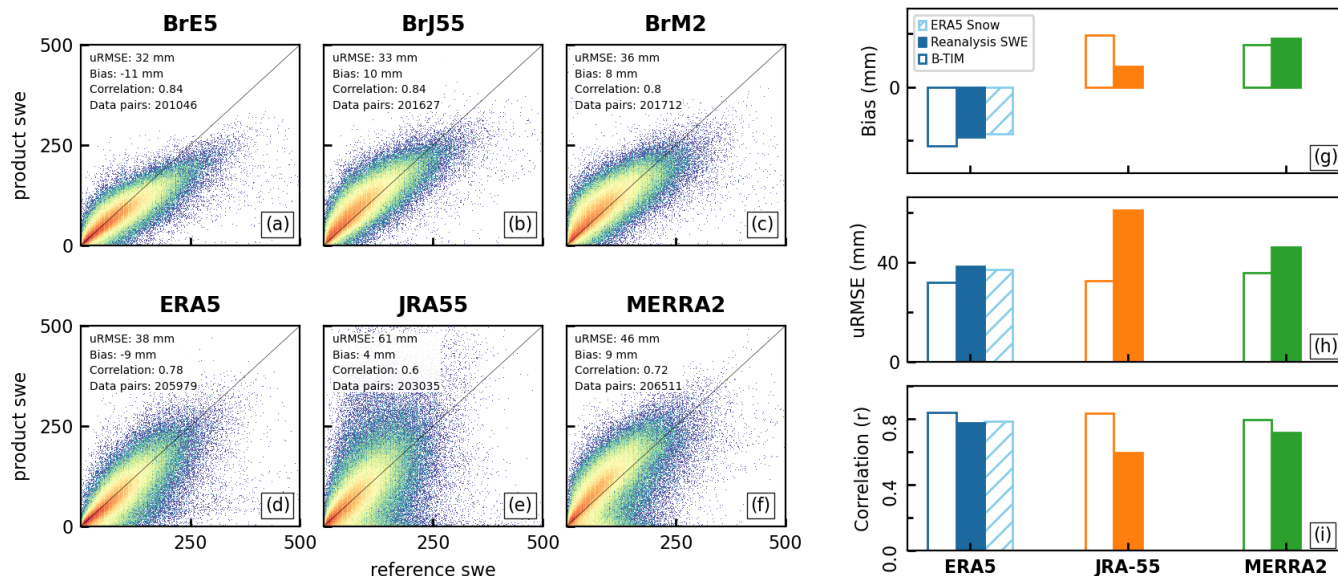 BrE5
BrJ55
BrM2
500
250
0
product swe
uRMSE: 32 mm
Bias: -11 mm
Correlation: 0.84
Data pairs: 201046
(a)
uRMSE: 33 mm
Bias: 10 mm
Correlation: 0.84
Data pairs: 201627
(b)
250
500
uRMSE: 36 mm
Bias: 8 mm
Correlation: 0.8
Data pairs: 201712
(c)
500
ERA5
JRA55
MERRA2
500
250
0
product swe
uRMSE: 38 mm
Bias: -9 mm
Correlation: 0.78
Data pairs: 205979
(d)
uRMSE: 61 mm
Bias: 4 mm
Correlation: 0.6
Data pairs: 203035
(e)
uRMSE: 46 mm
Bias: 9 mm
Correlation: 0.72
Data pairs: 206511
(f)
250
500
250
500
250
500
reference swe
ERA5 Snow
Reanalysis SWE
B-TIM
Bias (mm)
0
(g)
uRMSE (mm)
40
0
(h)
Correlation (r)
0.8
0.4
0.0
(i)
ERA5
JRA-55
MERRA2